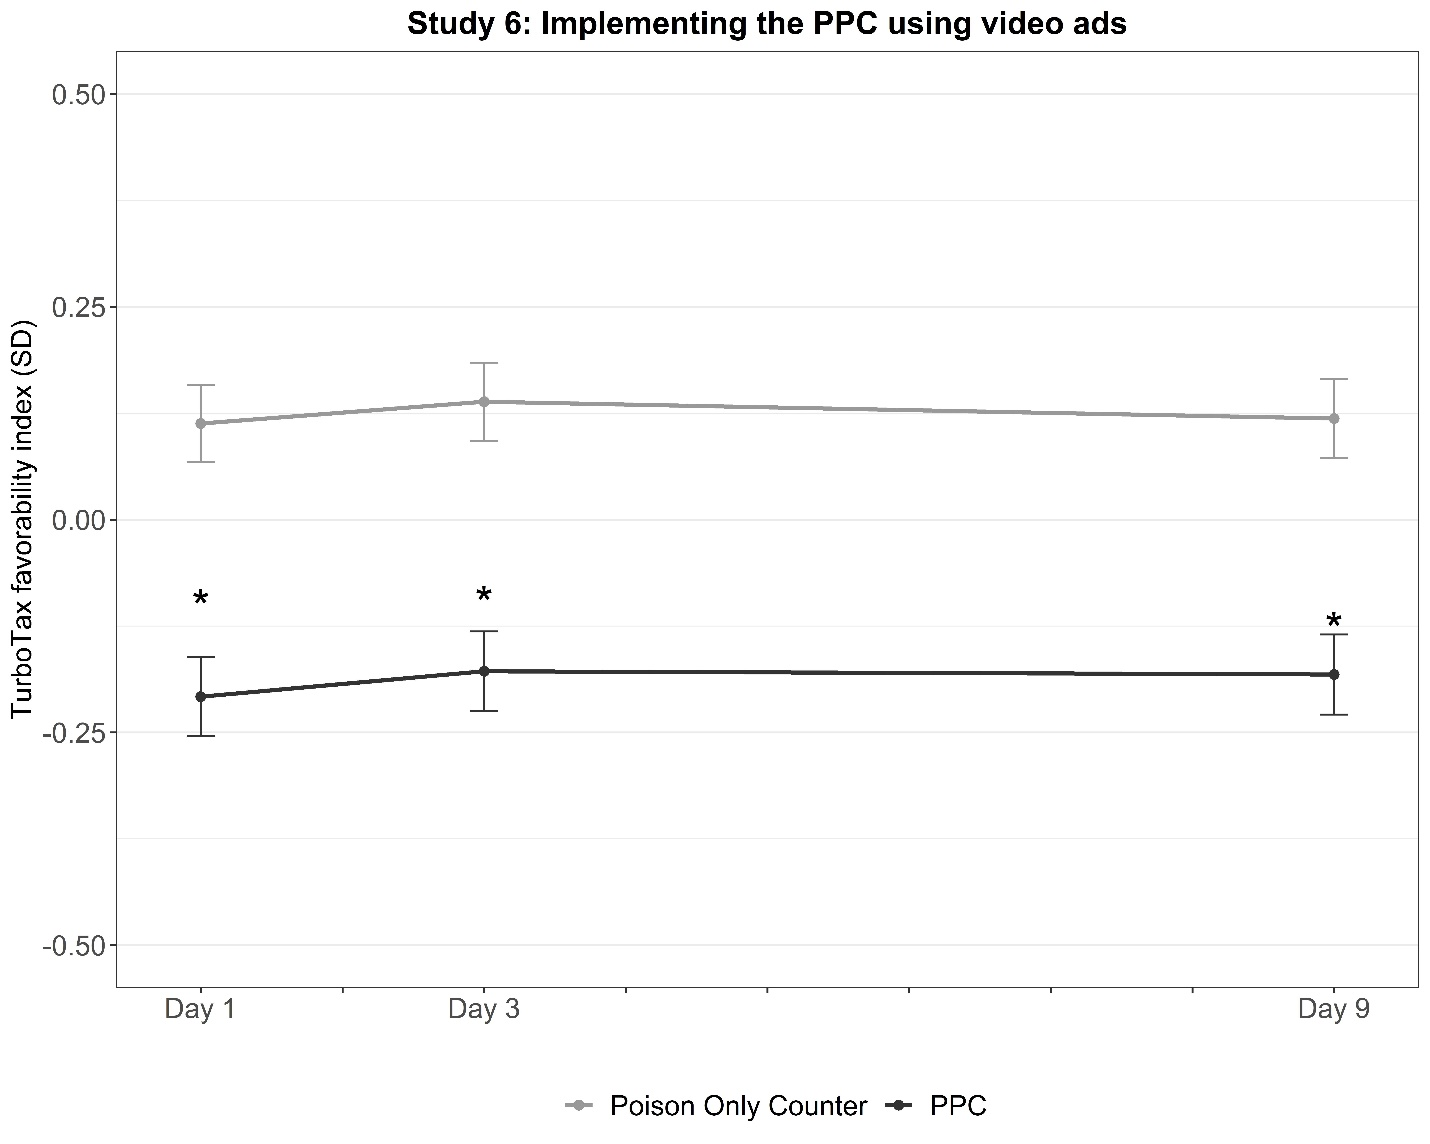 Study 6: Implementing the PPC using video ads
TurboTax favorability index (SD)
0.50
0.25
0.00
-0.25
-0.50
*
*
*
Day 1
Day 3
Day 9
Poison Only Counter
PPC